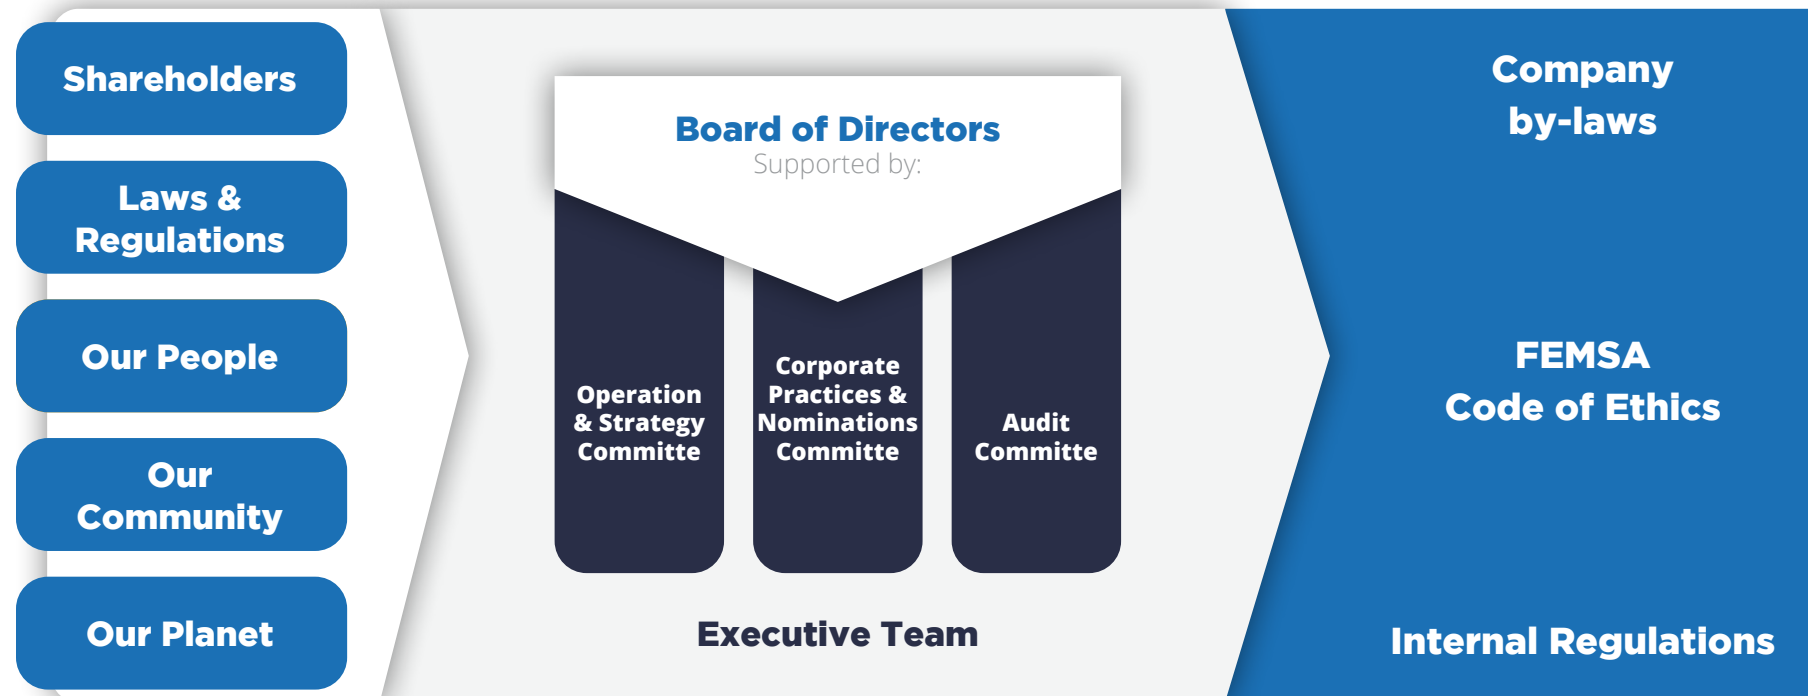 Shareholders
Laws &
Regulations
Our People
Our
Community
Our Planet
Board of Directors
Supported by:
Operation
& Strategy
Committe
Corporate
Practices &
Nominations
Committe
Audit
Committe
Executive Team
Company
by-laws
FEMSA
Code of Ethics
Internal Regulations